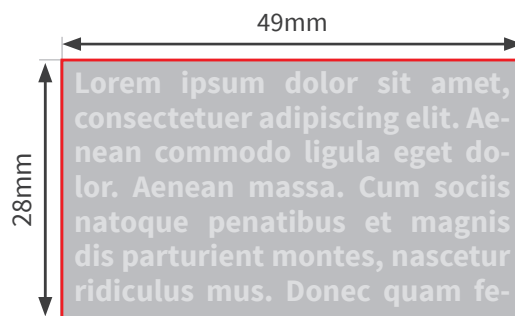 49mm
28mm
Lorem ipsum dolor sit amet,
consectetuer adipiscing elit. Ae-
nean commodo ligula eget do-
lor. Aenean massa. Cum sociis
natoque penatibus et magnis
dis parturient montes, nascetur
ridiculus mus. Donec quam fe-